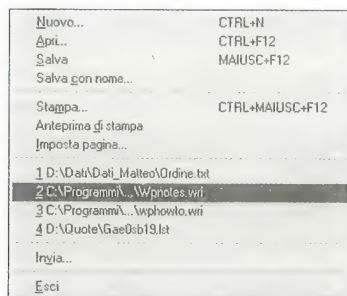 Nuovo... CTRL+N
Apri... CTRL+F12
Salva MAIUSC+F12
Salva con nome...
Stampa... CTRL+MAIUSC+F12
Anteprima di stampa
Imposta pagina...
1 D:\Dati\Dati_Matteo\Ordine.txt
2 C:\Programmi\...\Wpnotes.wri
3 C:\Programmi\...\wphowto.wri
4 D:\Quote\Gae0sb19.lst
Invia...
Esci